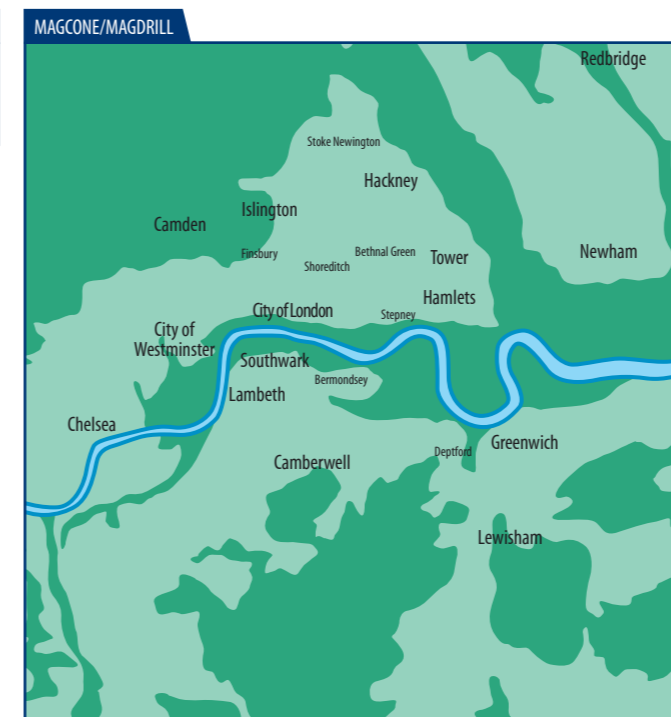 MAGCONE/MAGDRILL
Redbridge
Stoke Newington
Hackney
Islington
Camden
Finsbury
Shoreditch
Bethnal Green
Tower
Hamlets
Newham
City of London
Stepney
City of
Westminster
Southwark
Bermondsey
Lambeth
Chelsea
Camberwell
Deptford
Greenwich
Lewisham